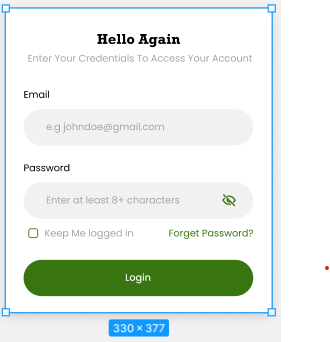 Hello Again
Enter Your Credentials To Access Your Account
Email
e.g johndoe@gmail.com
Password
Enter at least 8+ characters
Keep Me logged in Forget Password?
Login
330 × 377